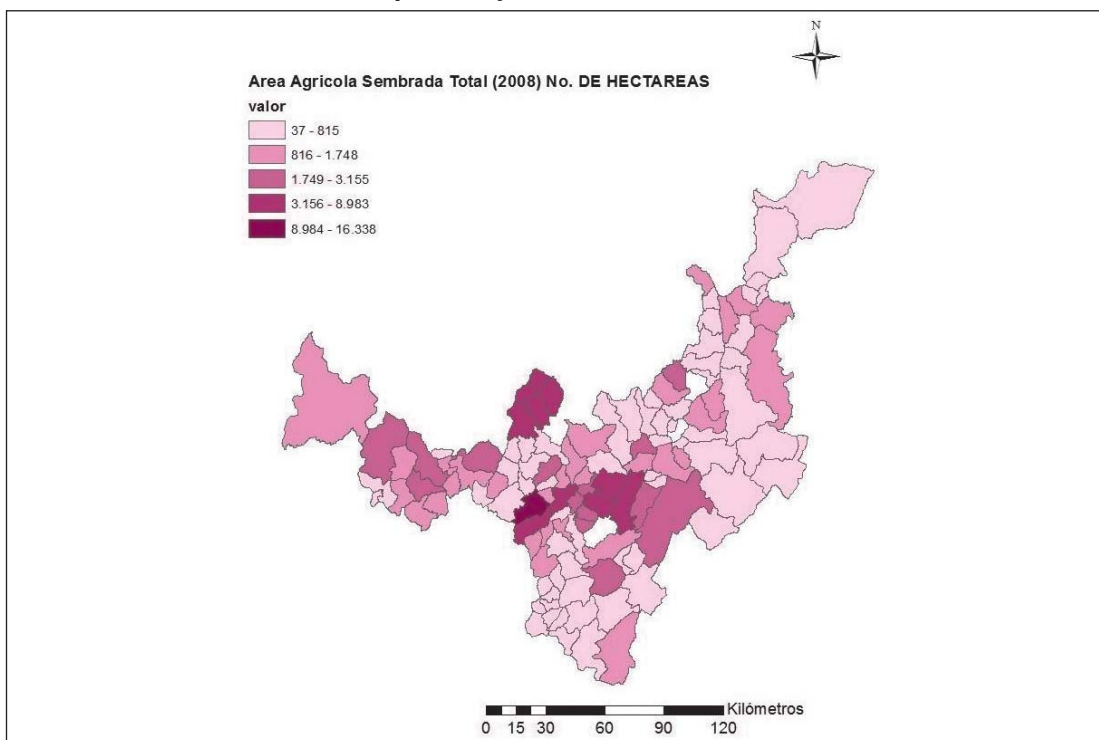 N
Area Agricola Sembrada Total (2008) No. DE HECTAREAS
valor
37 - 815
816 - 1.748
1.749 - 3.155
3.156 - 8.983
8.984 - 16.338
Kilómetros
0 15 30 60 90 120